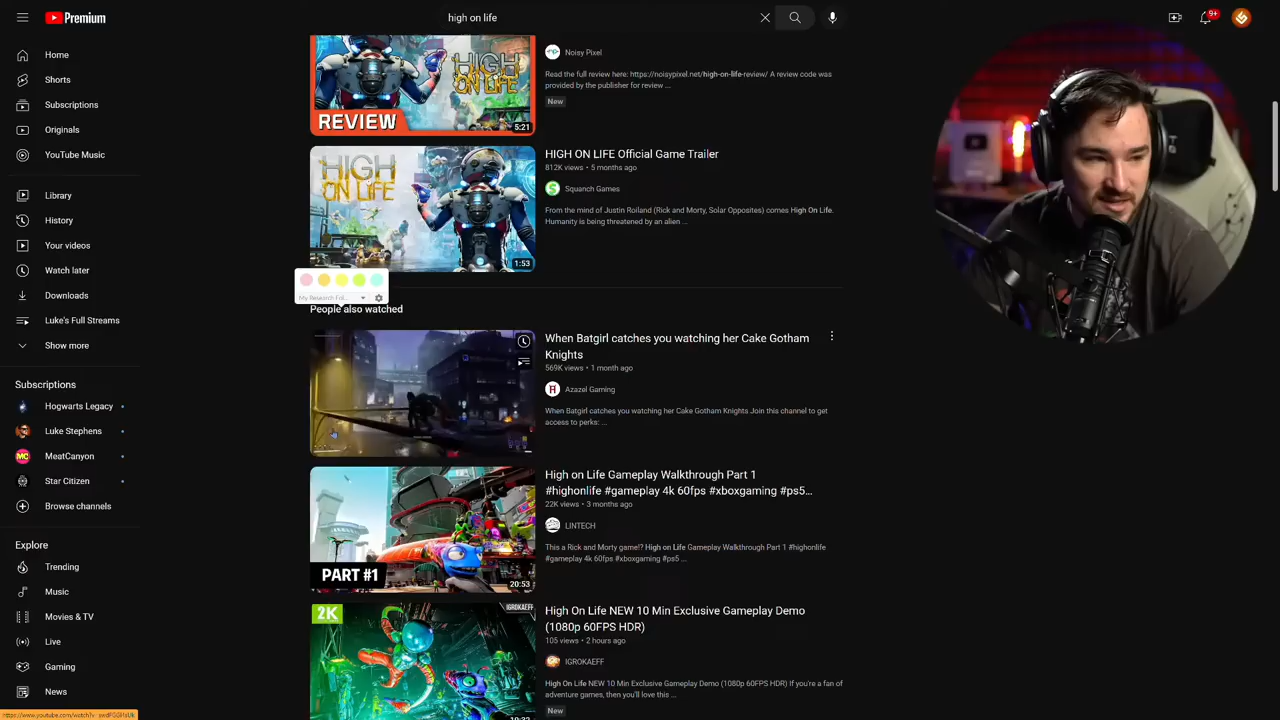 Premium
high on life
9+
Home
Shorts
Subscriptions
Originals
YouTube Music
Library
History
Your videos
Watch later
Downloads
Luke's Full Streams
Show more
Subscriptions
Hogwarts Legacy
Luke Stephens
MeatCanyon
Star Citizen
Browse channels
Explore
Trending
Music
Movies & TV
Live
Gaming
News
HIGH
ON LIFE
REVIEW
5:21
Noisy Pixel
Read the full review here: https://noisypixel.net/high-on-life-review/ A review code was
provided by the publisher for review ...
New
HIGH
ON LIFE
1:53
HIGH ON LIFE Official Game Trailer
812K views • 5 months ago
Squanch Games
From the mind of Justin Roiland (Rick and Morty, Solar Opposites) comes High On Life.
Humanity is being threatened by an alien ...
My Research Fol...
People also watched
When Batgirl catches you watching her Cake Gotham
Knights
569K views • 1 month ago
Azazel Gaming
When Batgirl catches you watching her Cake Gotham Knights Join this channel to get
access to perks: ...
PART #1
20:53
High on Life Gameplay Walkthrough Part 1
#highonlife #gameplay 4k 60fps #xboxgaming #ps5...
22K views • 3 months ago
LINTECH
This a Rick and Morty game!? High on Life Gameplay Walkthrough Part 1 #highonlife
#gameplay 4k 60fps #xboxgaming #ps5 ...
2K
IGROKAEFF
10:32
High On Life NEW 10 Min Exclusive Gameplay Demo
(1080p 60FPS HDR)
105 views • 2 hours ago
IGROKAEFF
High On Life NEW 10 Min Exclusive Gameplay Demo (1080p 60FPS HDR) If you're a fan of
adventure games, then you'll love this ...
New